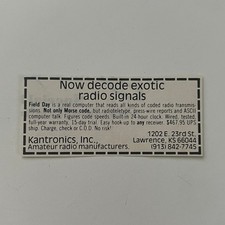 Now decode exotic
radio signals
Field Day is a real computer that reads all kinds of coded radio transmis-
sions. Not only Morse code, but radioteletype, press-wire reports and ASCII
computer talk. Figures code speeds. Built-in 24 hour clock. Wired, tested,
full-year warranty. 15-day trial. Easy hook-up to any receiver. $467.95 UPS
ship. Charge, check or C.O.D. No risk!
1202 E. 23rd St.
Kantronics, Inc., Lawrence, KS 66044
Amateur radio manufacturers. (913) 842-7745